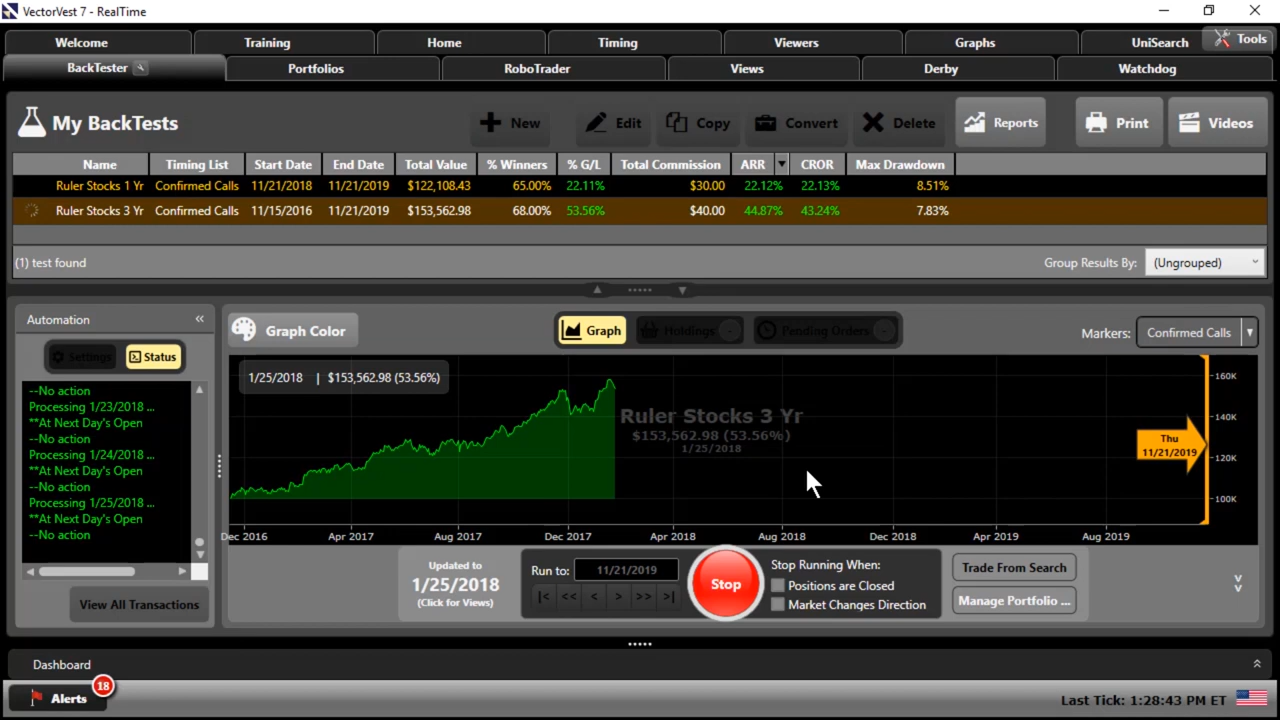 VectorVest 7 - RealTime
Welcome Training Home Timing Viewers Graphs UniSearch Tools
BackTester Portfolios RoboTrader Views Derby Watchdog
My BackTests New Edit Copy Convert Delete Reports Print Videos
Name Timing List Start Date End Date Total Value % Winners % G/L Total Commission ARR CROR Max Drawdown
Ruler Stocks 1 Yr Confirmed Calls 11/21/2018 11/21/2019 $122,108.43 65.00% 22.11% $30.00 22.12% 22.13% 8.51%
Ruler Stocks 3 Yr Confirmed Calls 11/15/2016 11/21/2019 $153,562.98 68.00% 53.56% $40.00 44.87% 43.24% 7.83%
(1) test found Group Results By: (Ungrouped)
Automation
Settings Status
--No action
Processing 1/23/2018 ...
**At Next Day's Open
--No action
Processing 1/24/2018 ...
**At Next Day's Open
--No action
Processing 1/25/2018 ...
**At Next Day's Open
--No action
View All Transactions
Graph Color Graph Holdings Pending Orders Markers: Confirmed Calls
1/25/2018 | $153,562.98 (53.56%)
Ruler Stocks 3 Yr
$153,562.98 (53.56%)
1/25/2018
160K
140K
120K
100K
Thu
11/21/2019
Dec 2016 Apr 2017 Aug 2017 Dec 2017 Apr 2018 Aug 2018 Dec 2018 Apr 2019 Aug 2019
Updated to
1/25/2018
(Click for Views)
Run to: 11/21/2019
|< << < > >> >|
Stop
Stop Running When:
Positions are Closed
Market Changes Direction
Trade From Search
Manage Portfolio ...
Dashboard
Alerts 18
Last Tick: 1:28:43 PM ET